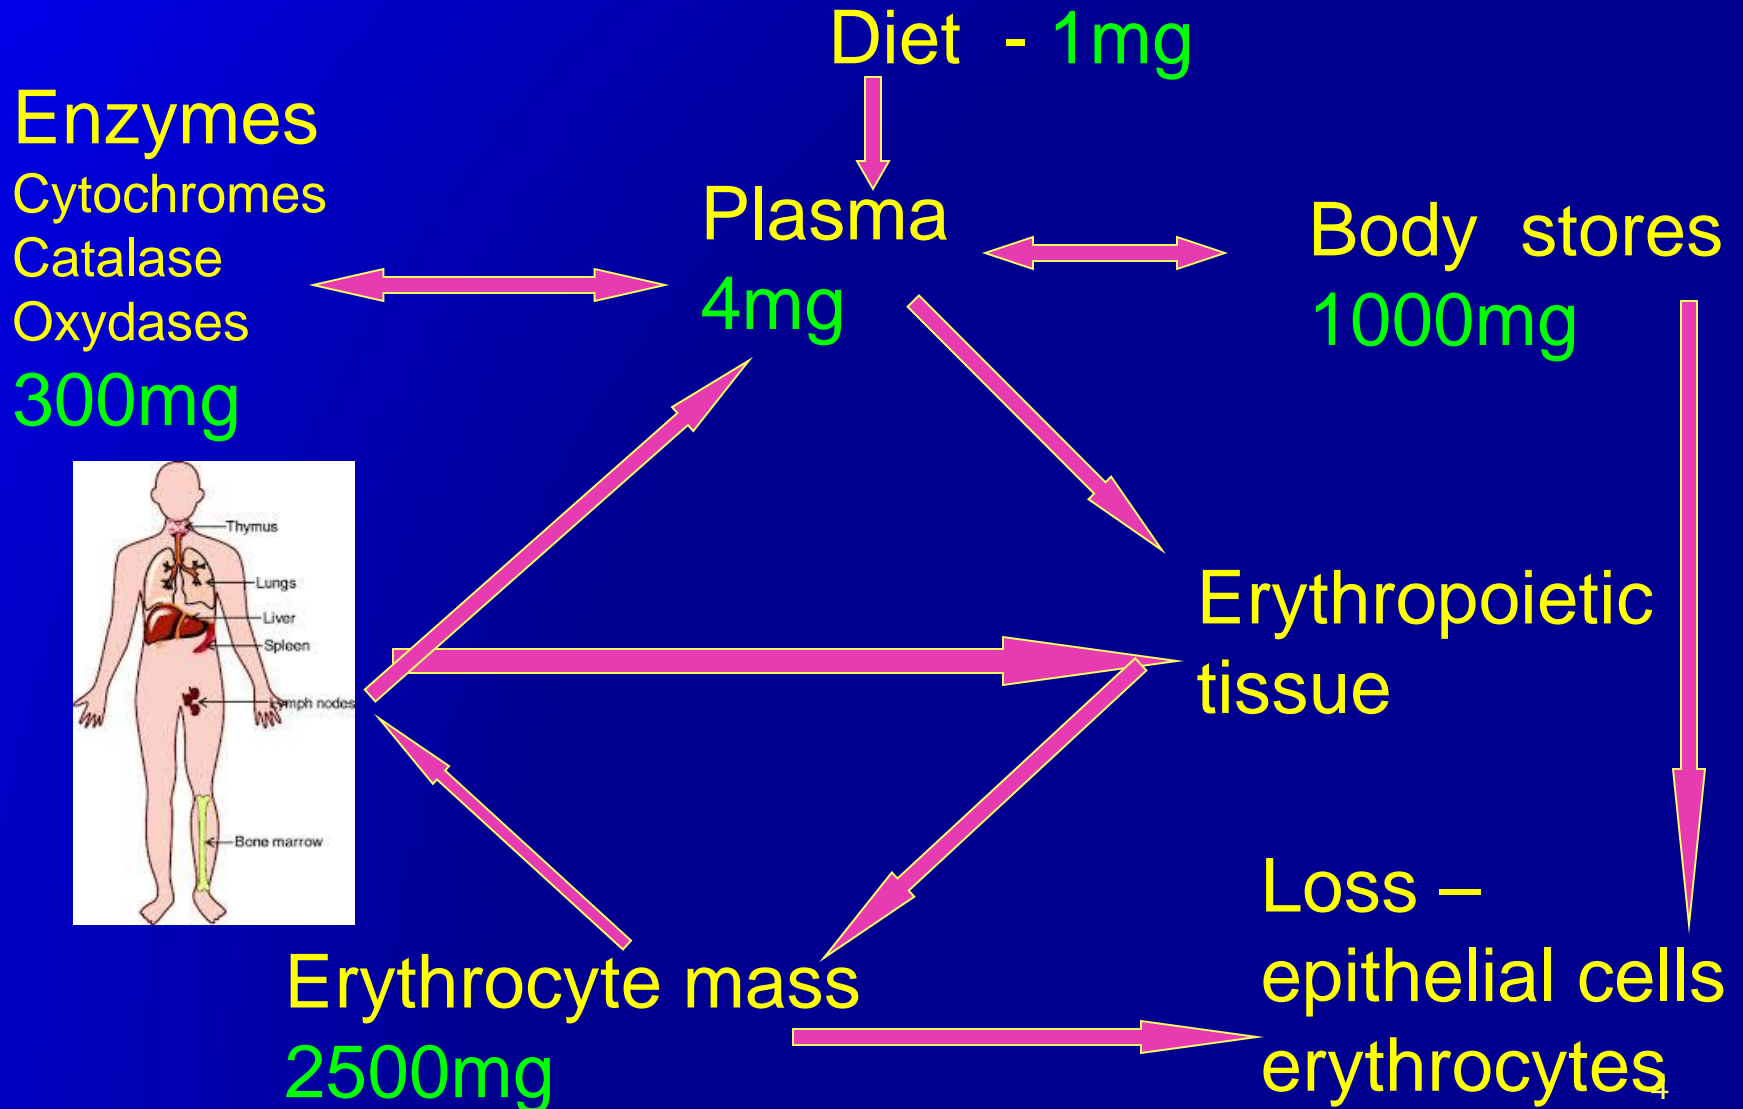 Diet - 1mg
Enzymes
Cytochromes
Catalase
Oxydases
300mg
Plasma
4mg
Body stores
1000mg
Thymus
Lungs
Liver
Spleen
Lymph nodes
Bone marrow
Erythropoietic
tissue
Erythrocyte mass
2500mg
Loss –
epithelial cells
erythrocytes
4